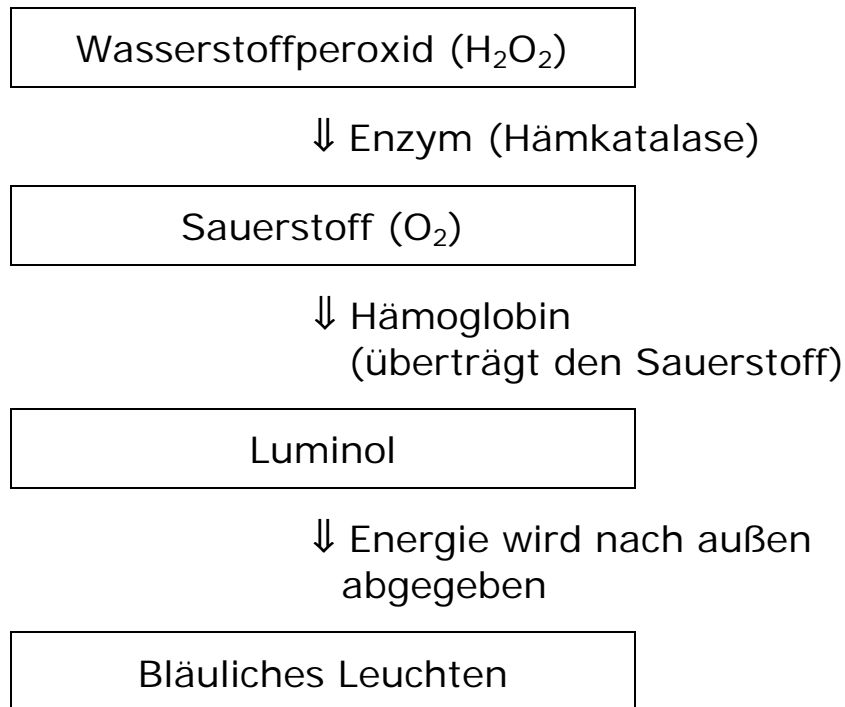 Wasserstoffperoxid (H₂O₂)
⇓ Enzym (Hämkatalase)
Sauerstoff (O₂)
⇓ Hämoglobin
(überträgt den Sauerstoff)
Luminol
⇓ Energie wird nach außen
abgegeben
Bläuliches Leuchten